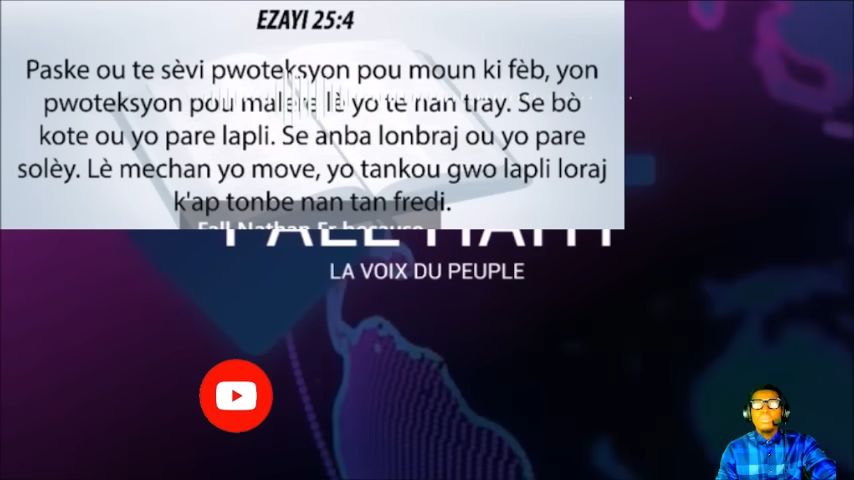 EZAYI 25:4
Paske ou te sèvi pwoteksyon pou moun ki fèb, yon
pwoteksyon pou malere lè yo te nan tray. Se bò
kote ou yo pare lapli. Se anba lonbraj ou yo pare
solèy. Lè mechan yo move, yo tankou gwo lapli loraj
k'ap tonbe nan tan fredi.
LA VOIX DU PEUPLE